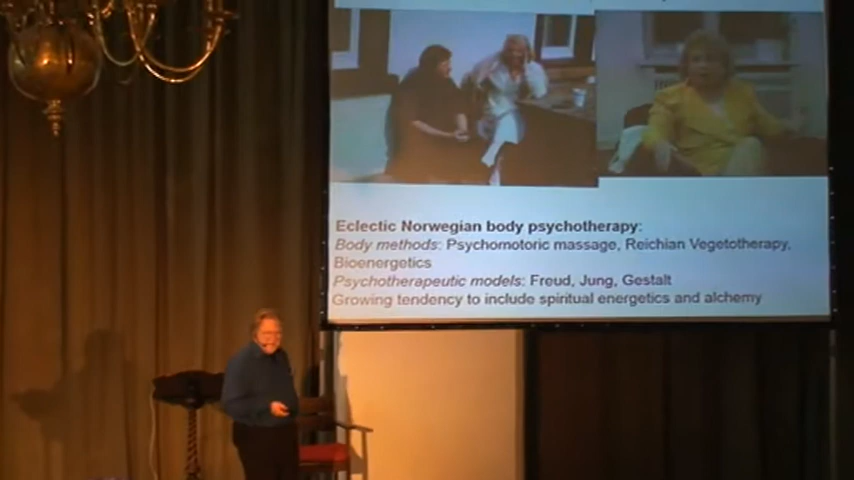 Eclectic Norwegian body psychotherapy:
Body methods: Psychomotoric massage, Reichian Vegetotherapy,
Bioenergetics
Psychotherapeutic models: Freud, Jung, Gestalt
Growing tendency to include spiritual energetics and alchemy